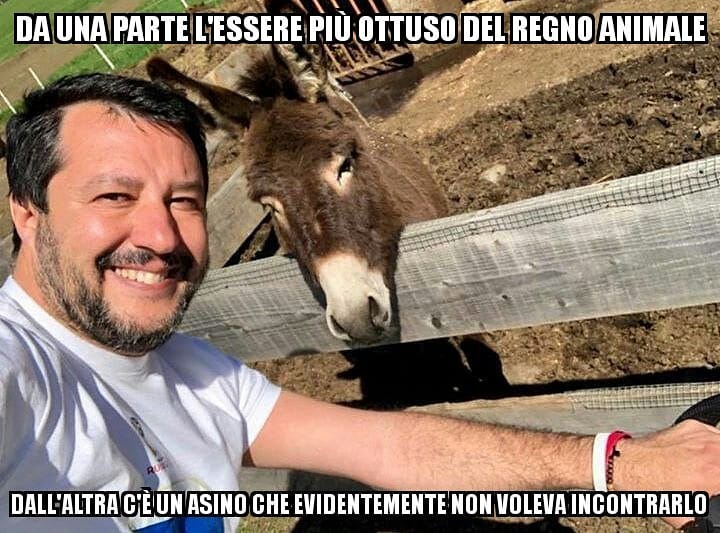 DA UNA PARTE L'ESSERE PIÙ OTTUSO DEL REGNO ANIMALE
DALL'ALTRA C'È UN ASINO CHE EVIDENTEMENTE NON VOLEVA INCONTRARLO